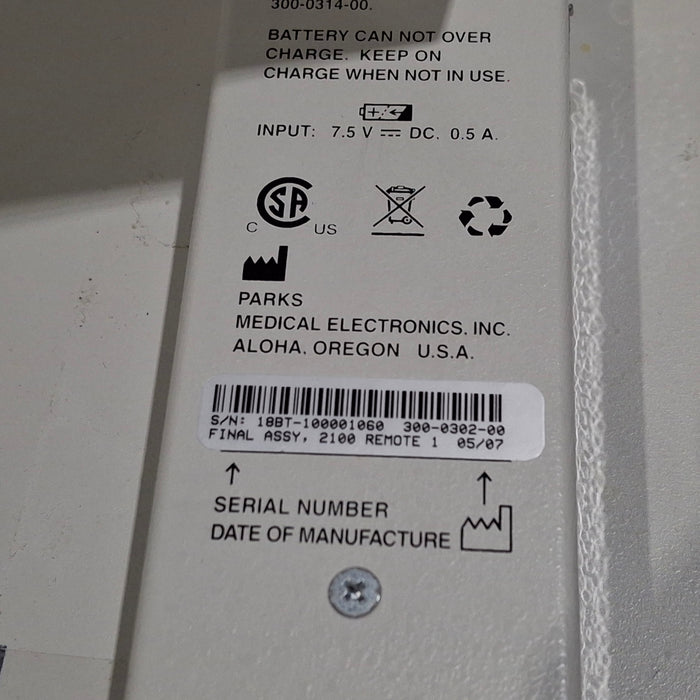 300-0314-00.
BATTERY CAN NOT OVER
CHARGE. KEEP ON
CHARGE WHEN NOT IN USE.
INPUT: 7.5 V ⎓ DC. 0.5 A.
C SA US
PARKS
MEDICAL ELECTRONICS, INC.
ALOHA, OREGON U.S.A.
S/N: 18BT-100001060 300-0302-00
FINAL ASSY, 2100 REMOTE 1 05/07
SERIAL NUMBER
DATE OF MANUFACTURE